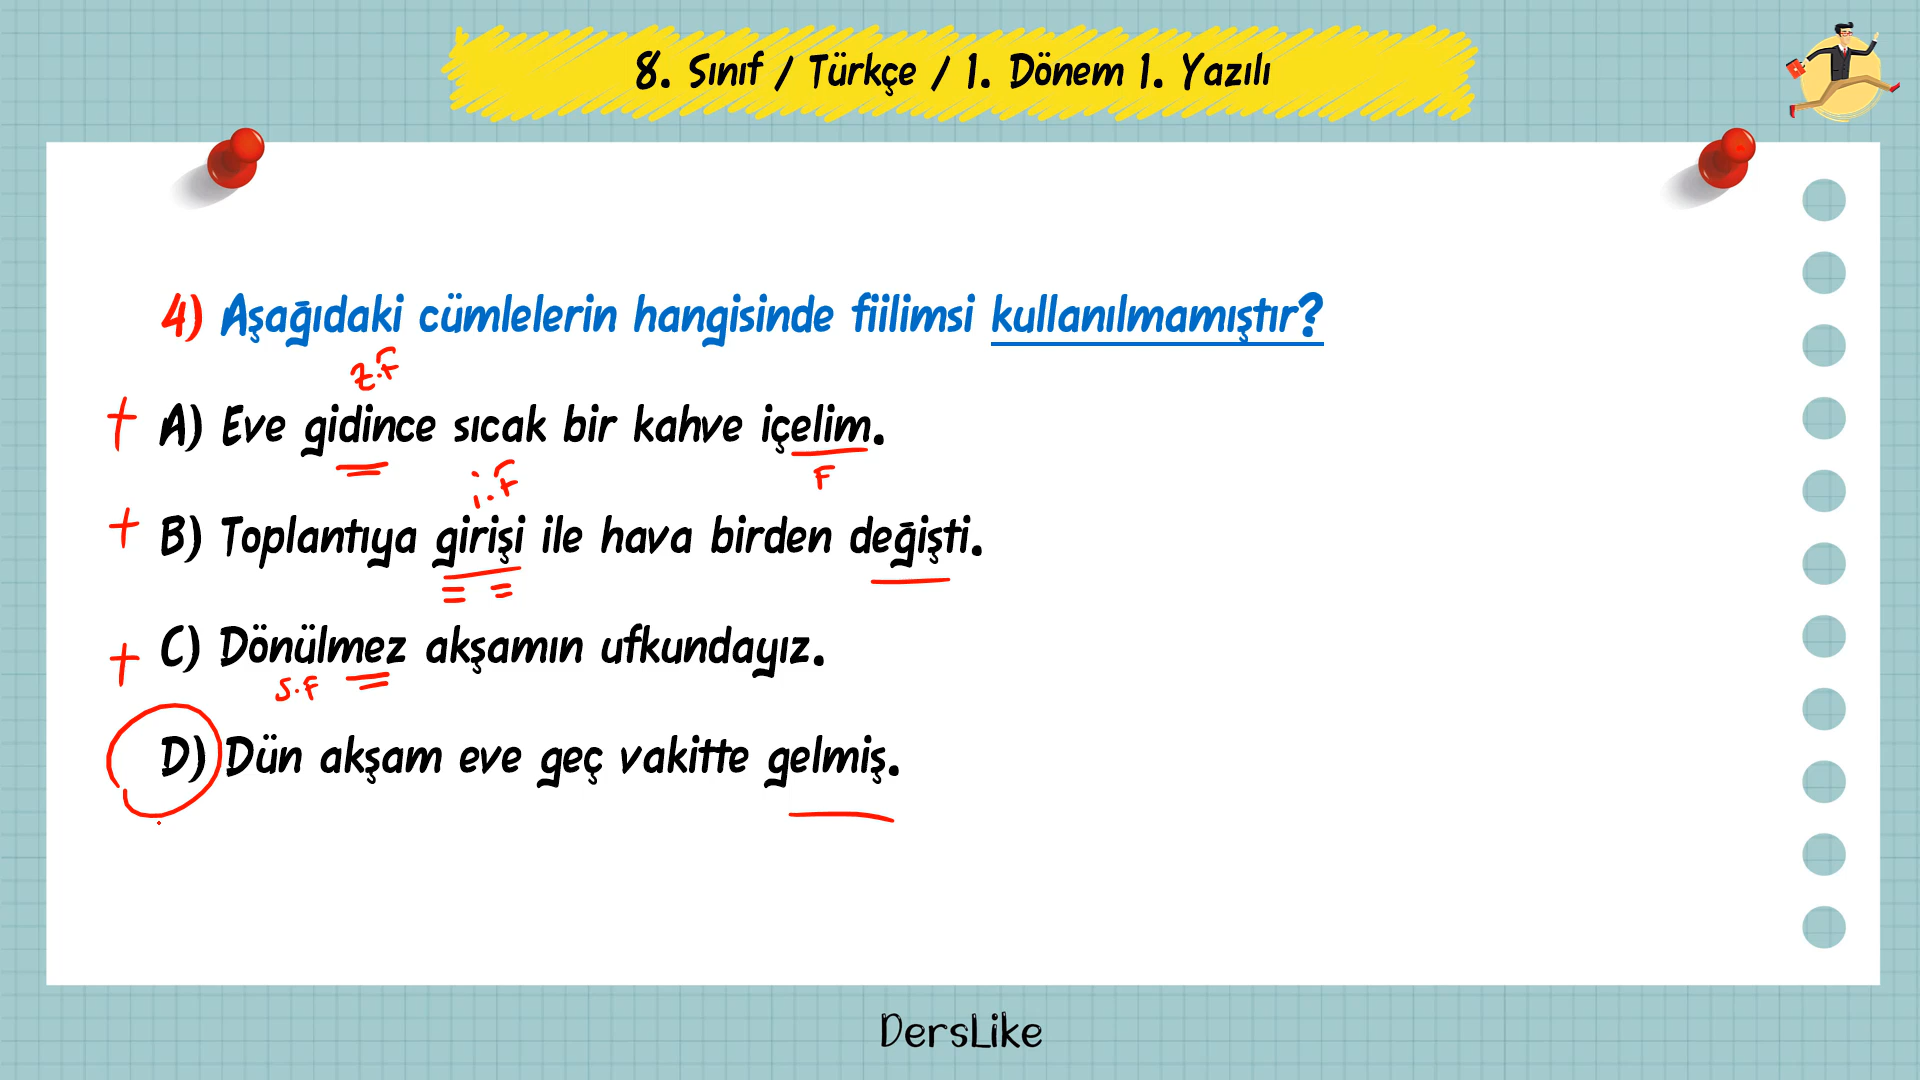 8. Sınıf / Türkçe / 1. Dönem 1. Yazılı
4) Aşağıdaki cümlelerin hangisinde fiilimsi kullanılmamıştır?
z.F
+ A) Eve gidince sıcak bir kahve içelim.
i.F F
+ B) Toplantıya girişi ile hava birden değişti.
+ C) Dönülmez akşamın ufkundayız.
S.F
D) Dün akşam eve geç vakitte gelmiş.
DersLike